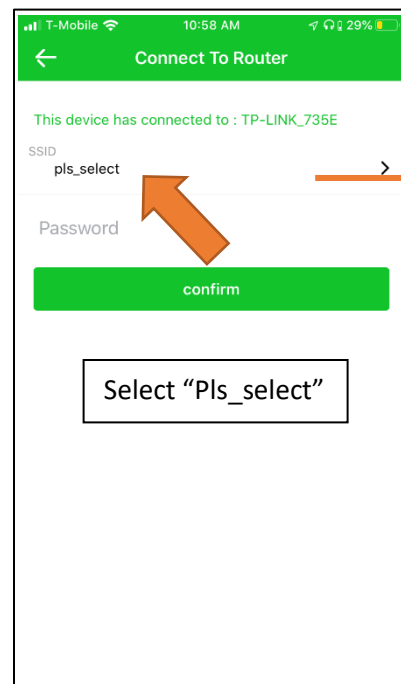 T-Mobile 10:58 AM 29%
Connect To Router
This device has connected to : TP-LINK_735E
SSID
pls_select
Password
confirm
Select “Pls_select”